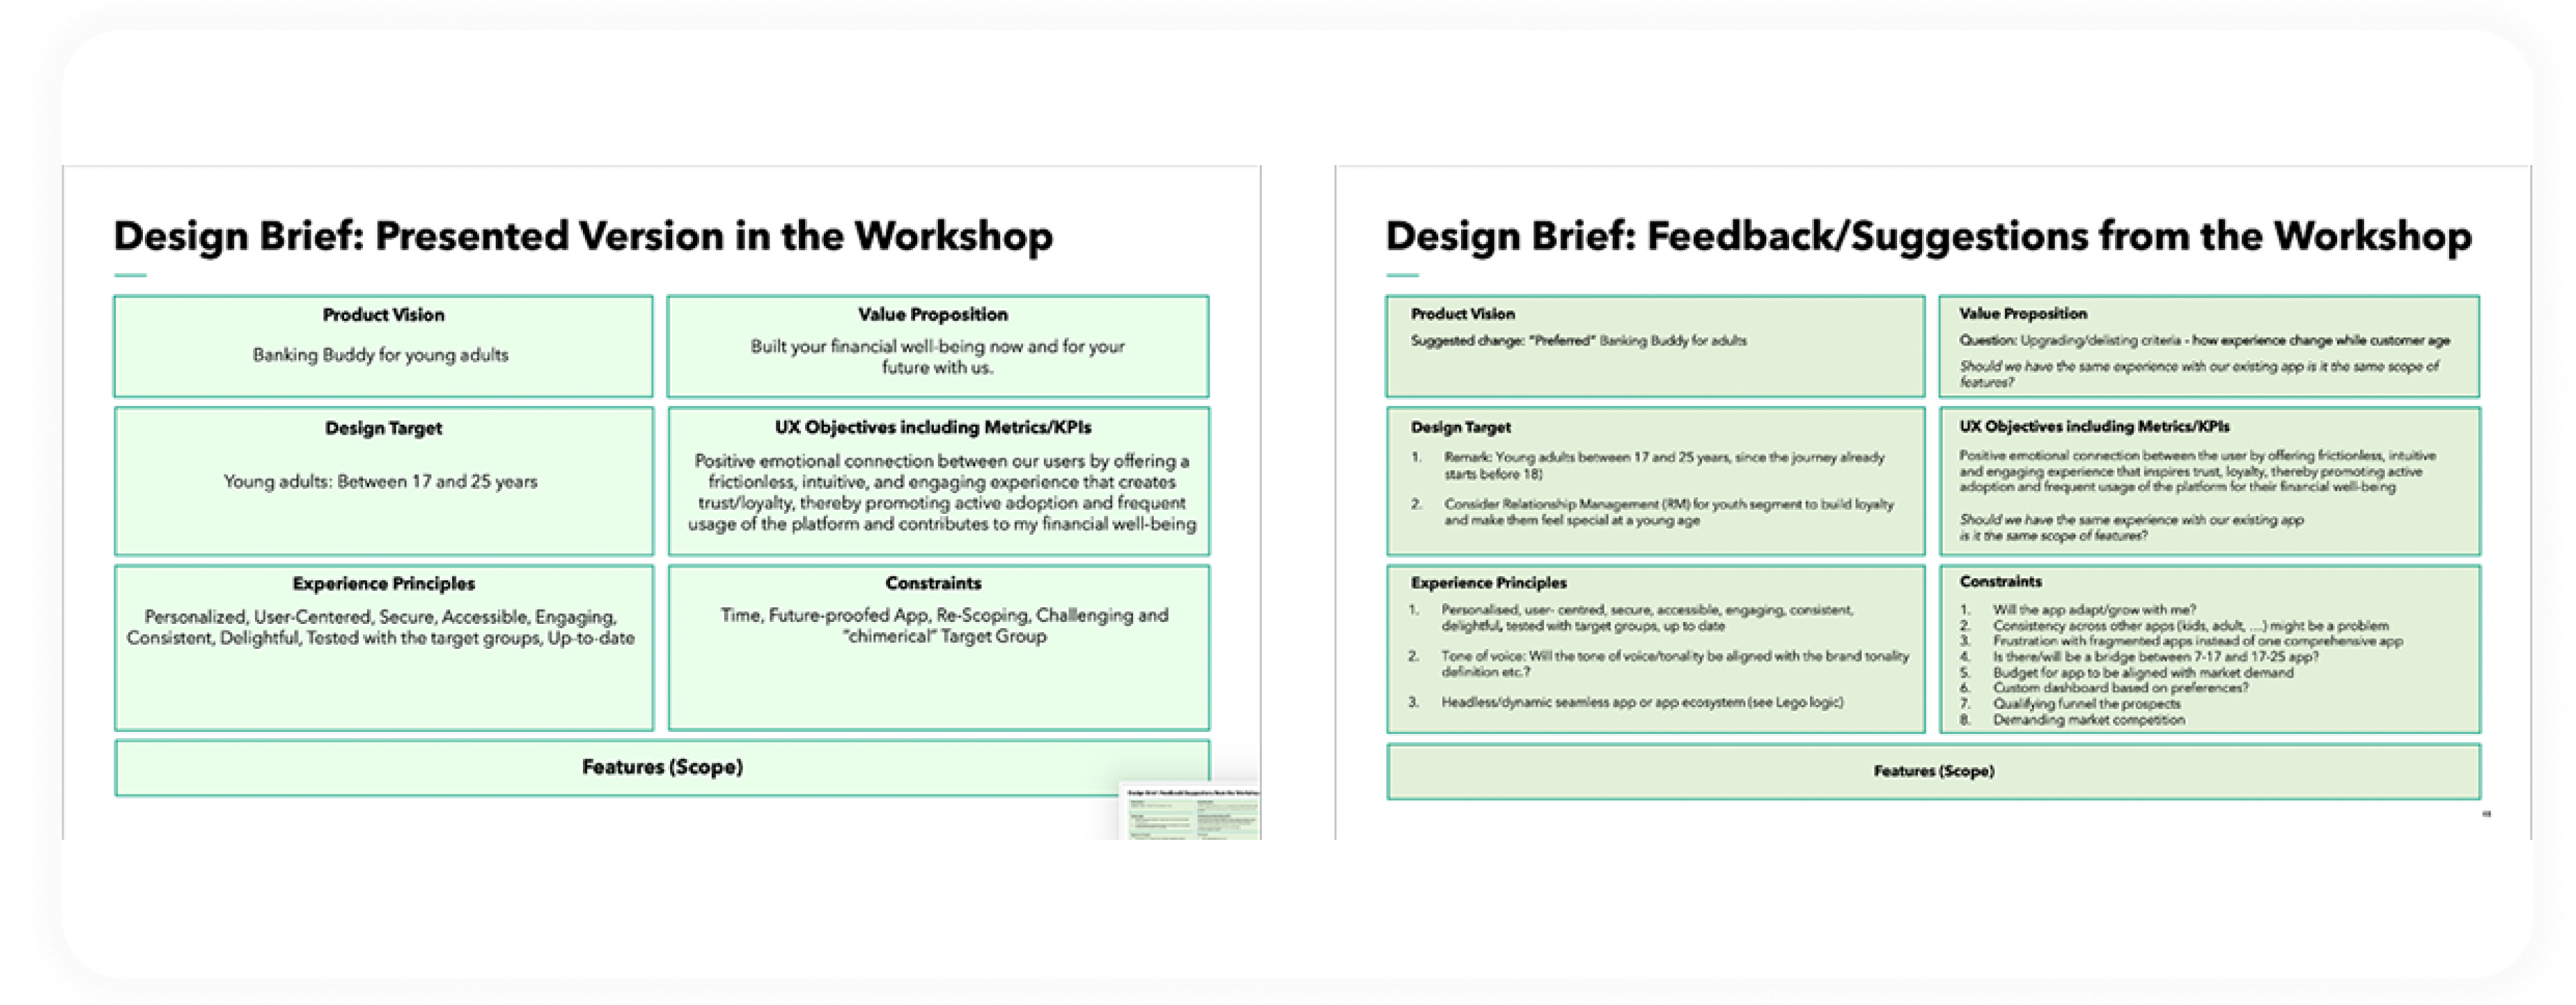 Design Brief: Presented Version in the Workshop
Product Vision
Banking Buddy for young adults
Value Proposition
Built your financial well-being now and for your
future with us.
Design Target
Young adults: Between 17 and 25 years
UX Objectives including Metrics/KPIs
Positive emotional connection between our users by offering a
frictionless, intuitive, and engaging experience that creates
trust/loyalty, thereby promoting active adoption and frequent
usage of the platform and contributes to my financial well-being
Experience Principles
Personalized, User-Centered, Secure, Accessible, Engaging,
Consistent, Delightful, Tested with the target groups, Up-to-date
Constraints
Time, Future-proofed App, Re-Scoping, Challenging and
"chimerical" Target Group
Features (Scope)
Design Brief: Feedback/Suggestions from the Workshop
Product Vision
Suggested change: "Preferred" Banking Buddy for adults
Value Proposition
Question: Upgrading/delisting criteria - how experience change while customer age
Should we have the same experience with our existing app is it the same scope of
features?
Design Target
1. Remark: Young adults between 17 and 25 years, since the journey already
starts before 18)
2. Consider Relationship Management (RM) for youth segment to build loyalty
and make them feel special at a young age
UX Objectives including Metrics/KPIs
Positive emotional connection between the user by offering frictionless, intuitive
and engaging experience that inspires trust, loyalty, thereby promoting active
adoption and frequent usage of the platform for their financial well-being
Should we have the same experience with our existing app
is it the same scope of features?
Experience Principles
1. Personalised, user- centred, secure, accessible, engaging, consistent,
delightful, tested with target groups, up to date
2. Tone of voice: Will the tone of voice/tonality be aligned with the brand tonality
definition etc.?
3. Headless/dynamic seamless app or app ecosystem (see Lego logic)
Constraints
1. Will the app adapt/grow with me?
2. Consistency across other apps (kids, adult, ...) might be a problem
3. Frustration with fragmented apps instead of one comprehensive app
4. Is there/will be a bridge between 7-17 and 17-25 app?
5. Budget for app to be aligned with market demand
6. Custom dashboard based on preferences?
7. Qualifying funnel the prospects
8. Demanding market competition
Features (Scope)